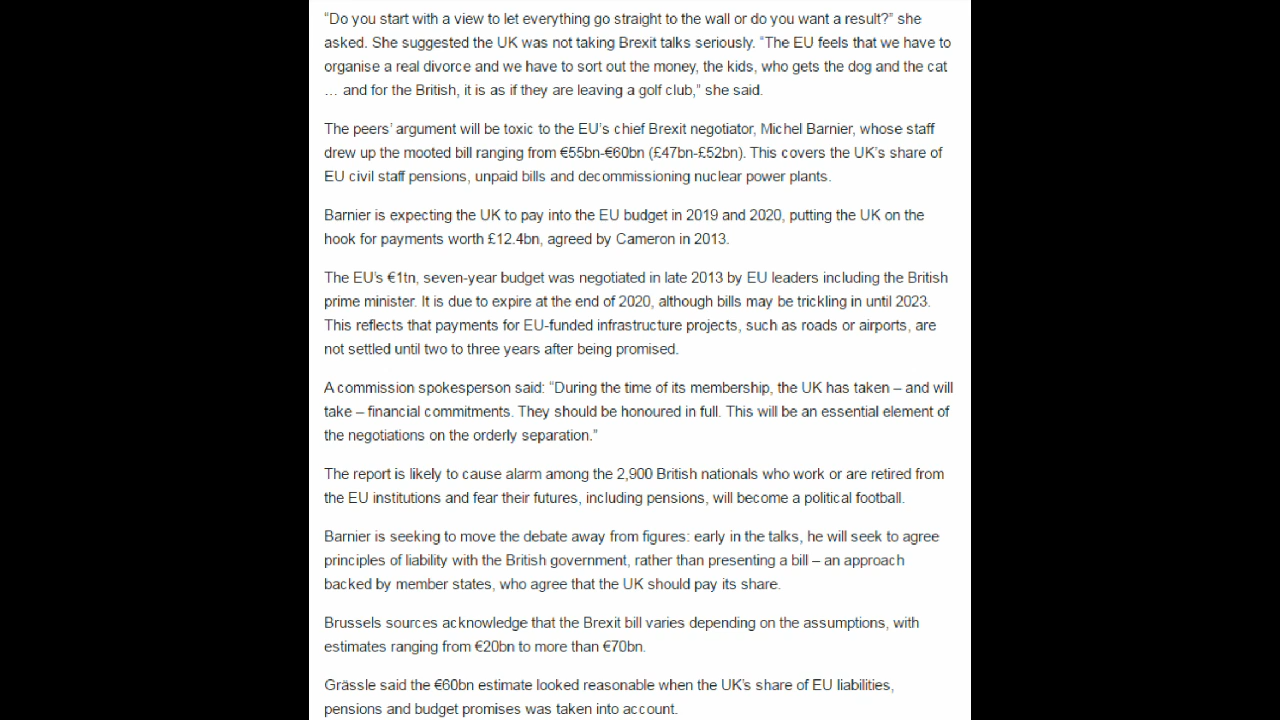 “Do you start with a view to let everything go straight to the wall or do you want a result?” she
asked. She suggested the UK was not taking Brexit talks seriously. “The EU feels that we have to
organise a real divorce and we have to sort out the money, the kids, who gets the dog and the cat
… and for the British, it is as if they are leaving a golf club,” she said.
The peers’ argument will be toxic to the EU’s chief Brexit negotiator, Michel Barnier, whose staff
drew up the mooted bill ranging from €55bn-€60bn (£47bn-£52bn). This covers the UK’s share of
EU civil staff pensions, unpaid bills and decommissioning nuclear power plants.
Barnier is expecting the UK to pay into the EU budget in 2019 and 2020, putting the UK on the
hook for payments worth £12.4bn, agreed by Cameron in 2013.
The EU’s €1tn, seven-year budget was negotiated in late 2013 by EU leaders including the British
prime minister. It is due to expire at the end of 2020, although bills may be trickling in until 2023.
This reflects that payments for EU-funded infrastructure projects, such as roads or airports, are
not settled until two to three years after being promised.
A commission spokesperson said: “During the time of its membership, the UK has taken – and will
take – financial commitments. They should be honoured in full. This will be an essential element of
the negotiations on the orderly separation.”
The report is likely to cause alarm among the 2,900 British nationals who work or are retired from
the EU institutions and fear their futures, including pensions, will become a political football.
Barnier is seeking to move the debate away from figures: early in the talks, he will seek to agree
principles of liability with the British government, rather than presenting a bill – an approach
backed by member states, who agree that the UK should pay its share.
Brussels sources acknowledge that the Brexit bill varies depending on the assumptions, with
estimates ranging from €20bn to more than €70bn.
Grässle said the €60bn estimate looked reasonable when the UK’s share of EU liabilities,
pensions and budget promises was taken into account.